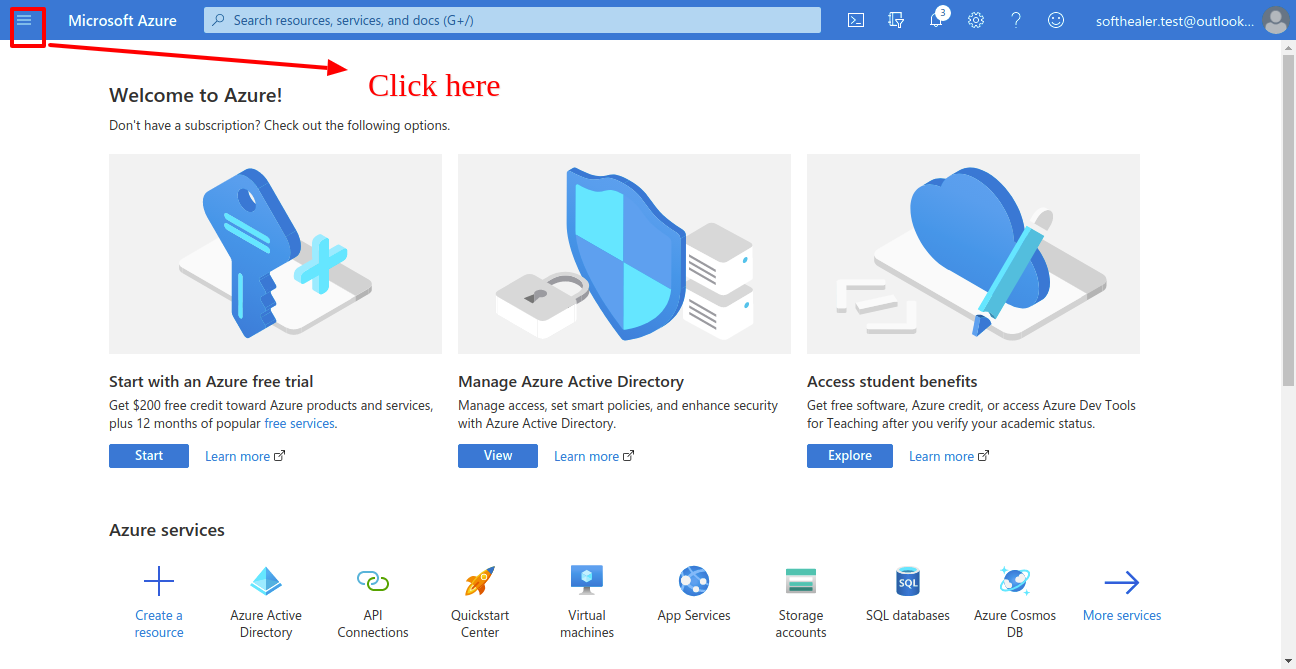 Microsoft Azure
Search resources, services, and docs (G+/)
3
softhealer.test@outlook...
Click here
Welcome to Azure!
Don't have a subscription? Check out the following options.
Start with an Azure free trial
Get $200 free credit toward Azure products and services,
plus 12 months of popular free services.
Start
Learn more
Manage Azure Active Directory
Manage access, set smart policies, and enhance security
with Azure Active Directory.
View
Learn more
Access student benefits
Get free software, Azure credit, or access Azure Dev Tools
for Teaching after you verify your academic status.
Explore
Learn more
Azure services
Create a
resource
Azure Active
Directory
API
Connections
Quickstart
Center
Virtual
machines
App Services
Storage
accounts
SQL
SQL databases
Azure Cosmos
DB
More services